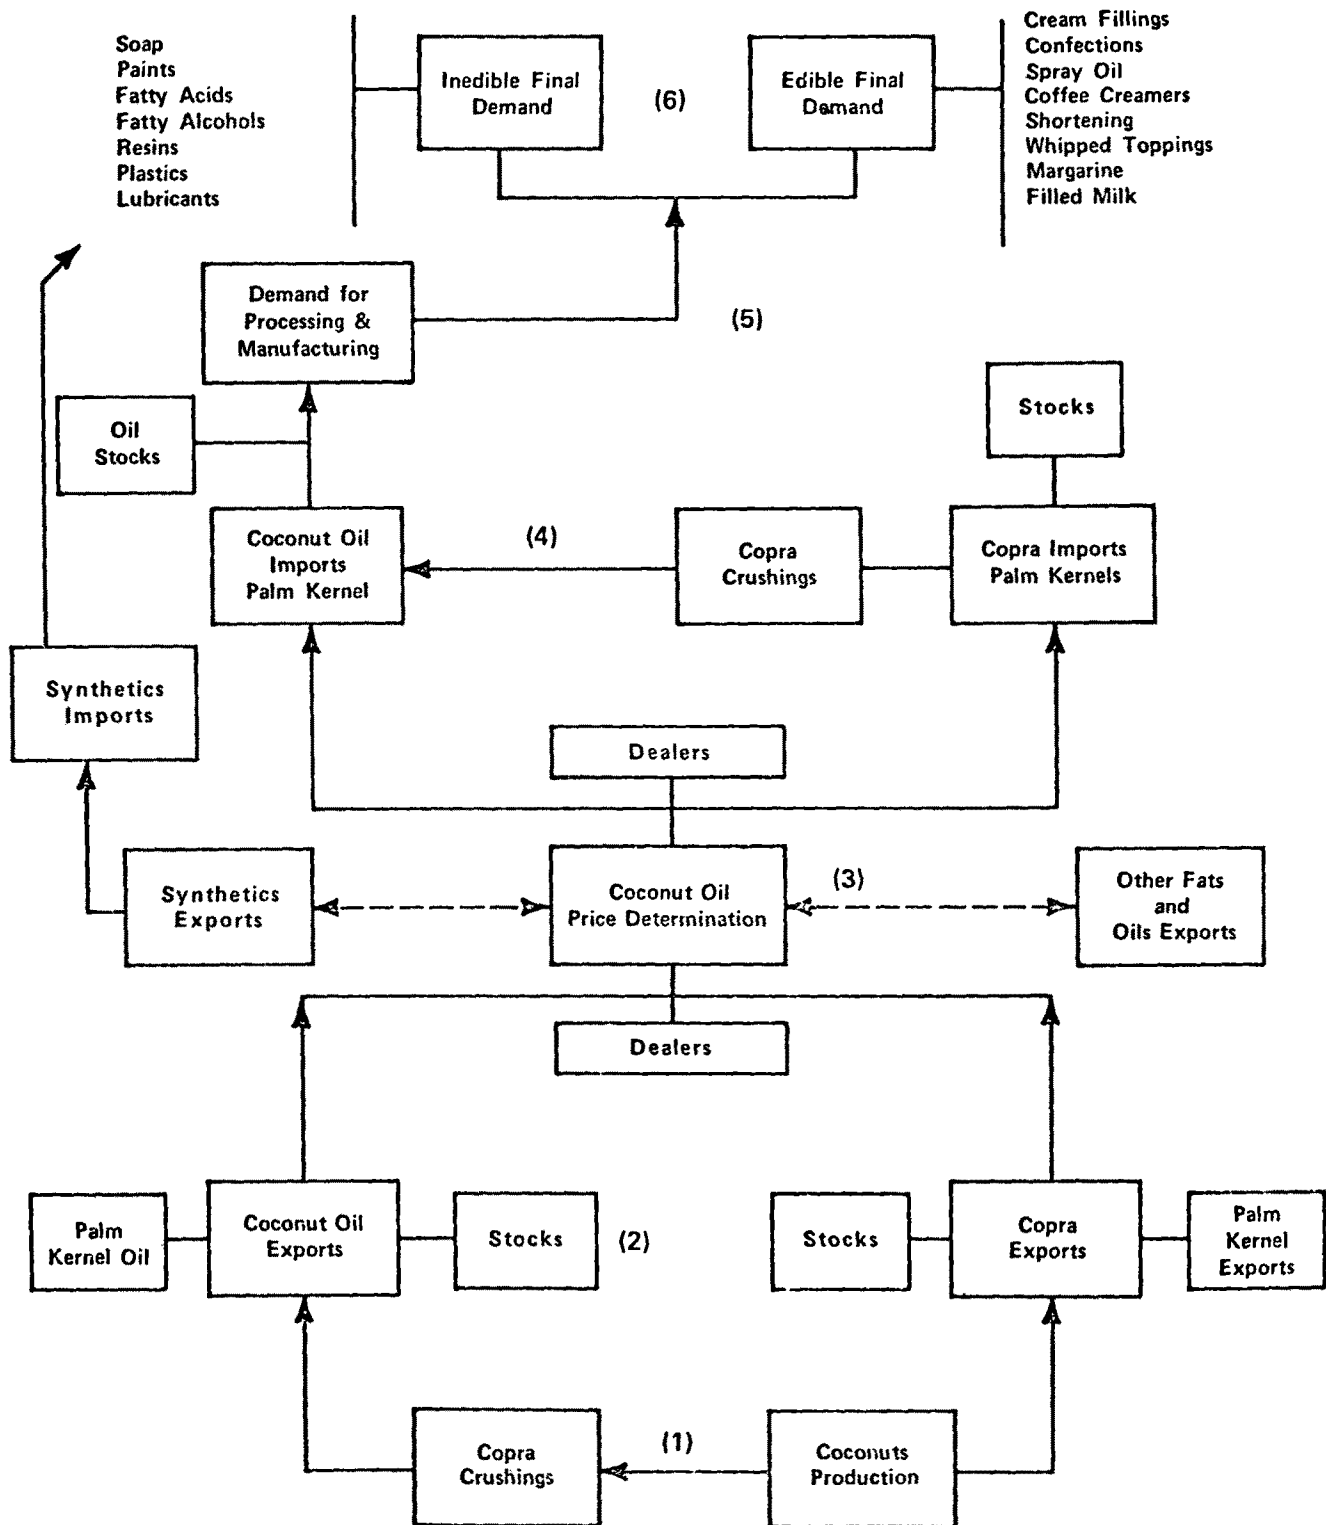 Soap
Paints
Fatty Acids
Fatty Alcohols
Resins
Plastics
Lubricants
Inedible Final
Demand
(6)
Edible Final
Demand
Cream Fillings
Confections
Spray Oil
Coffee Creamers
Shortening
Whipped Toppings
Margarine
Filled Milk
Demand for
Processing &
Manufacturing
(5)
Oil
Stocks
Stocks
Coconut Oil
Imports
Palm Kernel
(4)
Copra
Crushings
Copra Imports
Palm Kernels
Synthetics
Imports
Dealers
Synthetics
Exports
Coconut Oil
Price Determination
(3)
Other Fats
and
Oils Exports
Dealers
Palm
Kernel Oil
Coconut Oil
Exports
Stocks
(2)
Stocks
Copra
Exports
Palm
Kernel
Exports
Copra
Crushings
(1)
Coconuts
Production